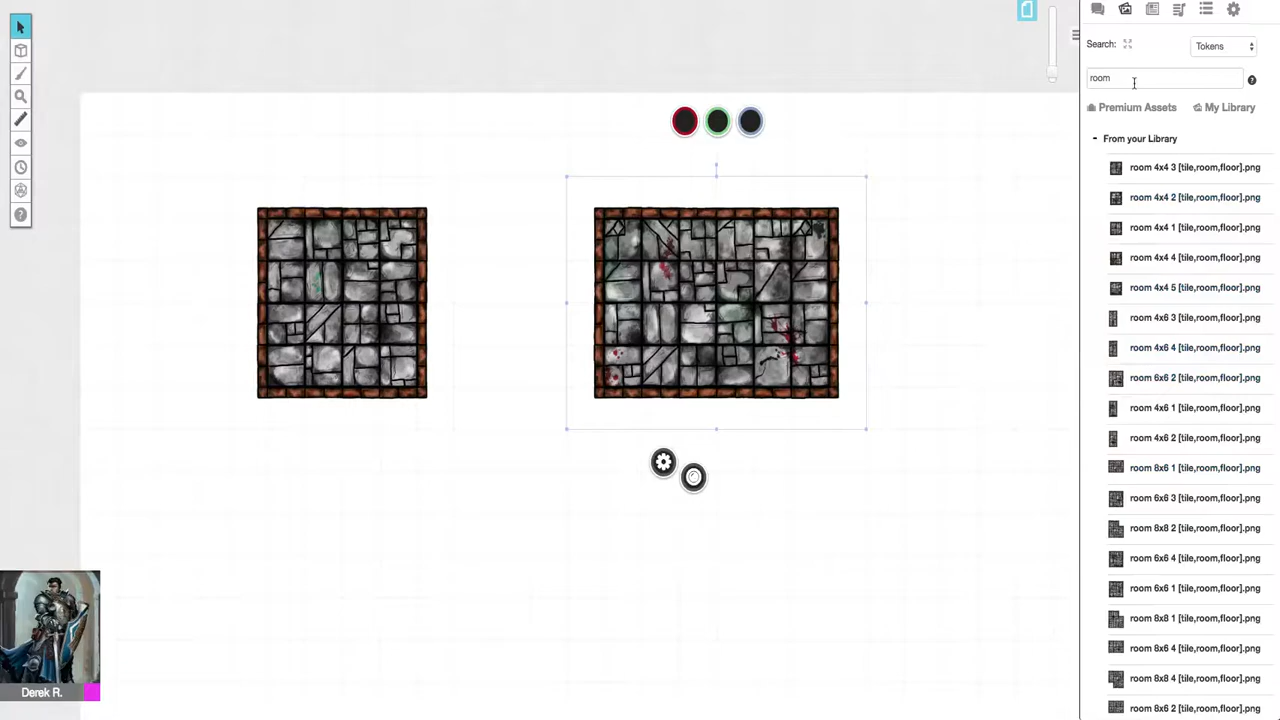 Search:
Tokens
room
Premium Assets
My Library
From your Library
room 4x4 3 [tile,room,floor].png
room 4x4 2 [tile,room,floor].png
room 4x4 1 [tile,room,floor].png
room 4x4 4 [tile,room,floor].png
room 4x4 5 [tile,room,floor].png
room 4x6 3 [tile,room,floor].png
room 4x6 4 [tile,room,floor].png
room 6x6 2 [tile,room,floor].png
room 4x6 1 [tile,room,floor].png
room 4x6 2 [tile,room,floor].png
room 8x6 1 [tile,room,floor].png
room 6x6 3 [tile,room,floor].png
room 8x8 2 [tile,room,floor].png
room 6x6 4 [tile,room,floor].png
room 6x6 1 [tile,room,floor].png
room 8x8 1 [tile,room,floor].png
room 8x6 4 [tile,room,floor].png
room 8x8 4 [tile,room,floor].png
room 8x6 2 [tile,room,floor].png
Derek R.